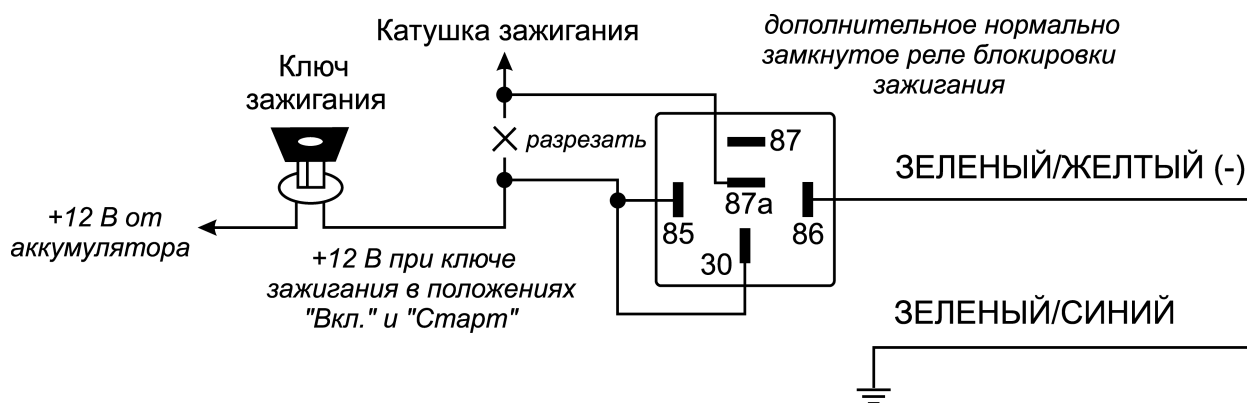 Катушка зажигания
дополнительное нормально
замкнутое реле блокировки
зажигания
Ключ
зажигания
разрезать
87
ЗЕЛЕНЫЙ/ЖЕЛТЫЙ (-)
87a
85
86
+12 В от
аккумулятора
+12 В при ключе
зажигания в положениях
"Вкл." и "Старт"
30
ЗЕЛЕНЫЙ/СИНИЙ